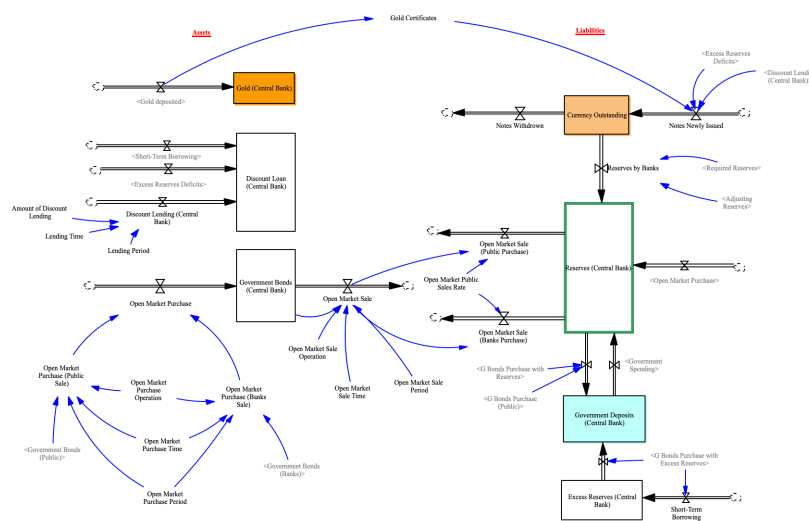 Gold Certificates
Assets
Liabilities
<Excess Reserves
Deficits>
<Discount Lendi
(Central Bank)
Gold (Central Bank)
<Gold deposited>
Currency Outstanding
Notes Withdrown
Notes Newly Issued
<Short-Term Borrowing>
Discount Loan
(Central Bank)
<Excess Reserves Deficits>
Reserves by Banks
<Required Reserves>
<Adjusting
Reserves>
Amount of Discount
Lending
Discount Lending (Central
Bank)
Lending Time
Lending Period
Open Market Sale
(Public Purchase)
Government Bonds
(Central Bank)
Reserves (Central Bank)
<Open Market Purchase>
Open Market Public
Sales Rate
Open Market Purchase
Open Market Sale
Open Market Sale
(Banks Purchase)
Open Market Sale
Operation
<G Bonds Purchase with
Reserves>
<Government
Spending>
Open Market
Purchase (Public
Sale)
Open Market
Purchase
Operation
Open Market
Purchase (Banks
Sale)
Open Market
Sale Time
Open Market Sale
Period
<G Bonds Purchase
(Public)>
Government Deposits
(Central Bank)
<Government Bonds
(Public)>
Open Market
Purchase Time
<Government Bonds
(Banks)>
<G Bonds Purchase with
Excess Reserves>
Open Market
Purchase Period
Excess Reserves (Central
Bank)
Short-Term
Borrowing